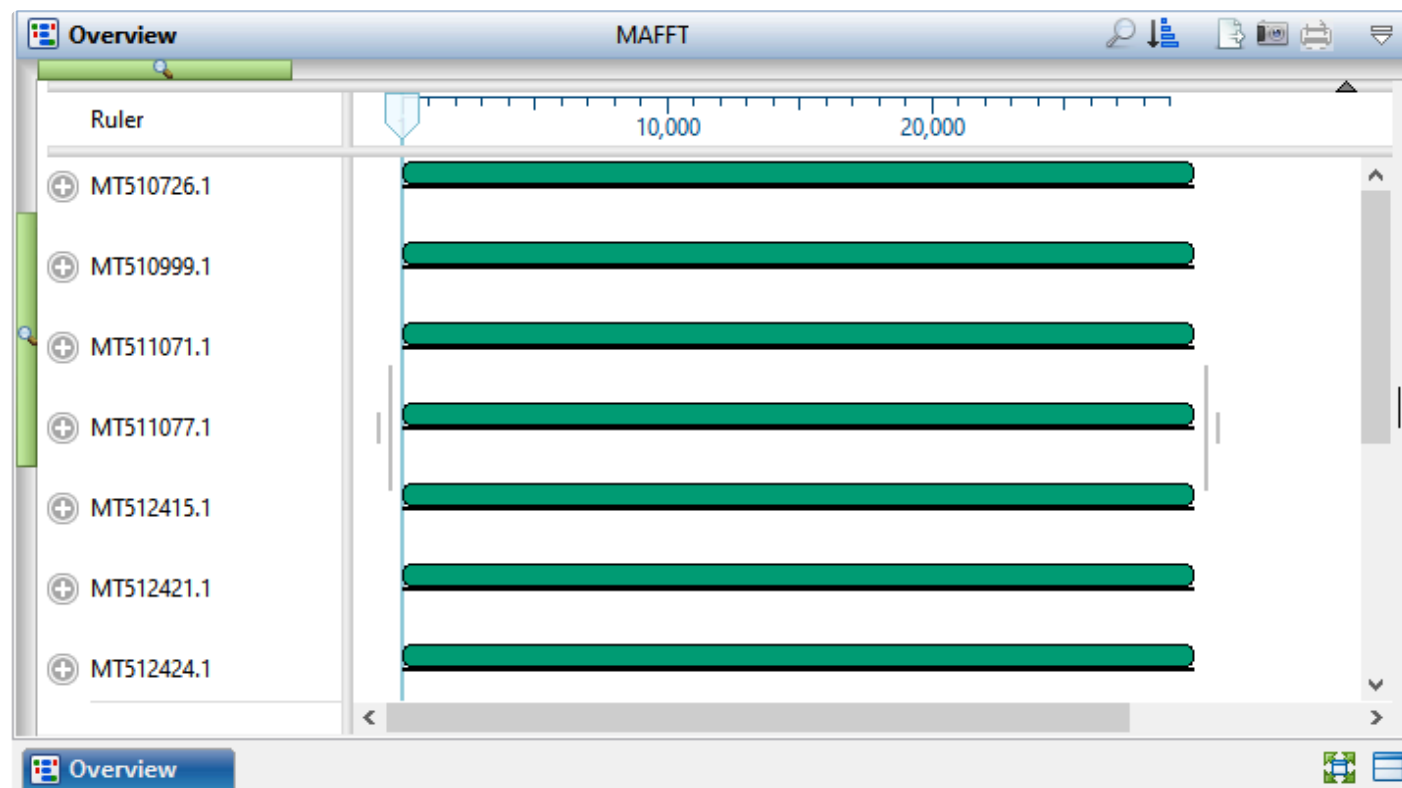 Overview MAFFT
Ruler
10,000 20,000
MT510726.1
MT510999.1
MT511071.1
MT511077.1
MT512415.1
MT512421.1
MT512424.1
Overview